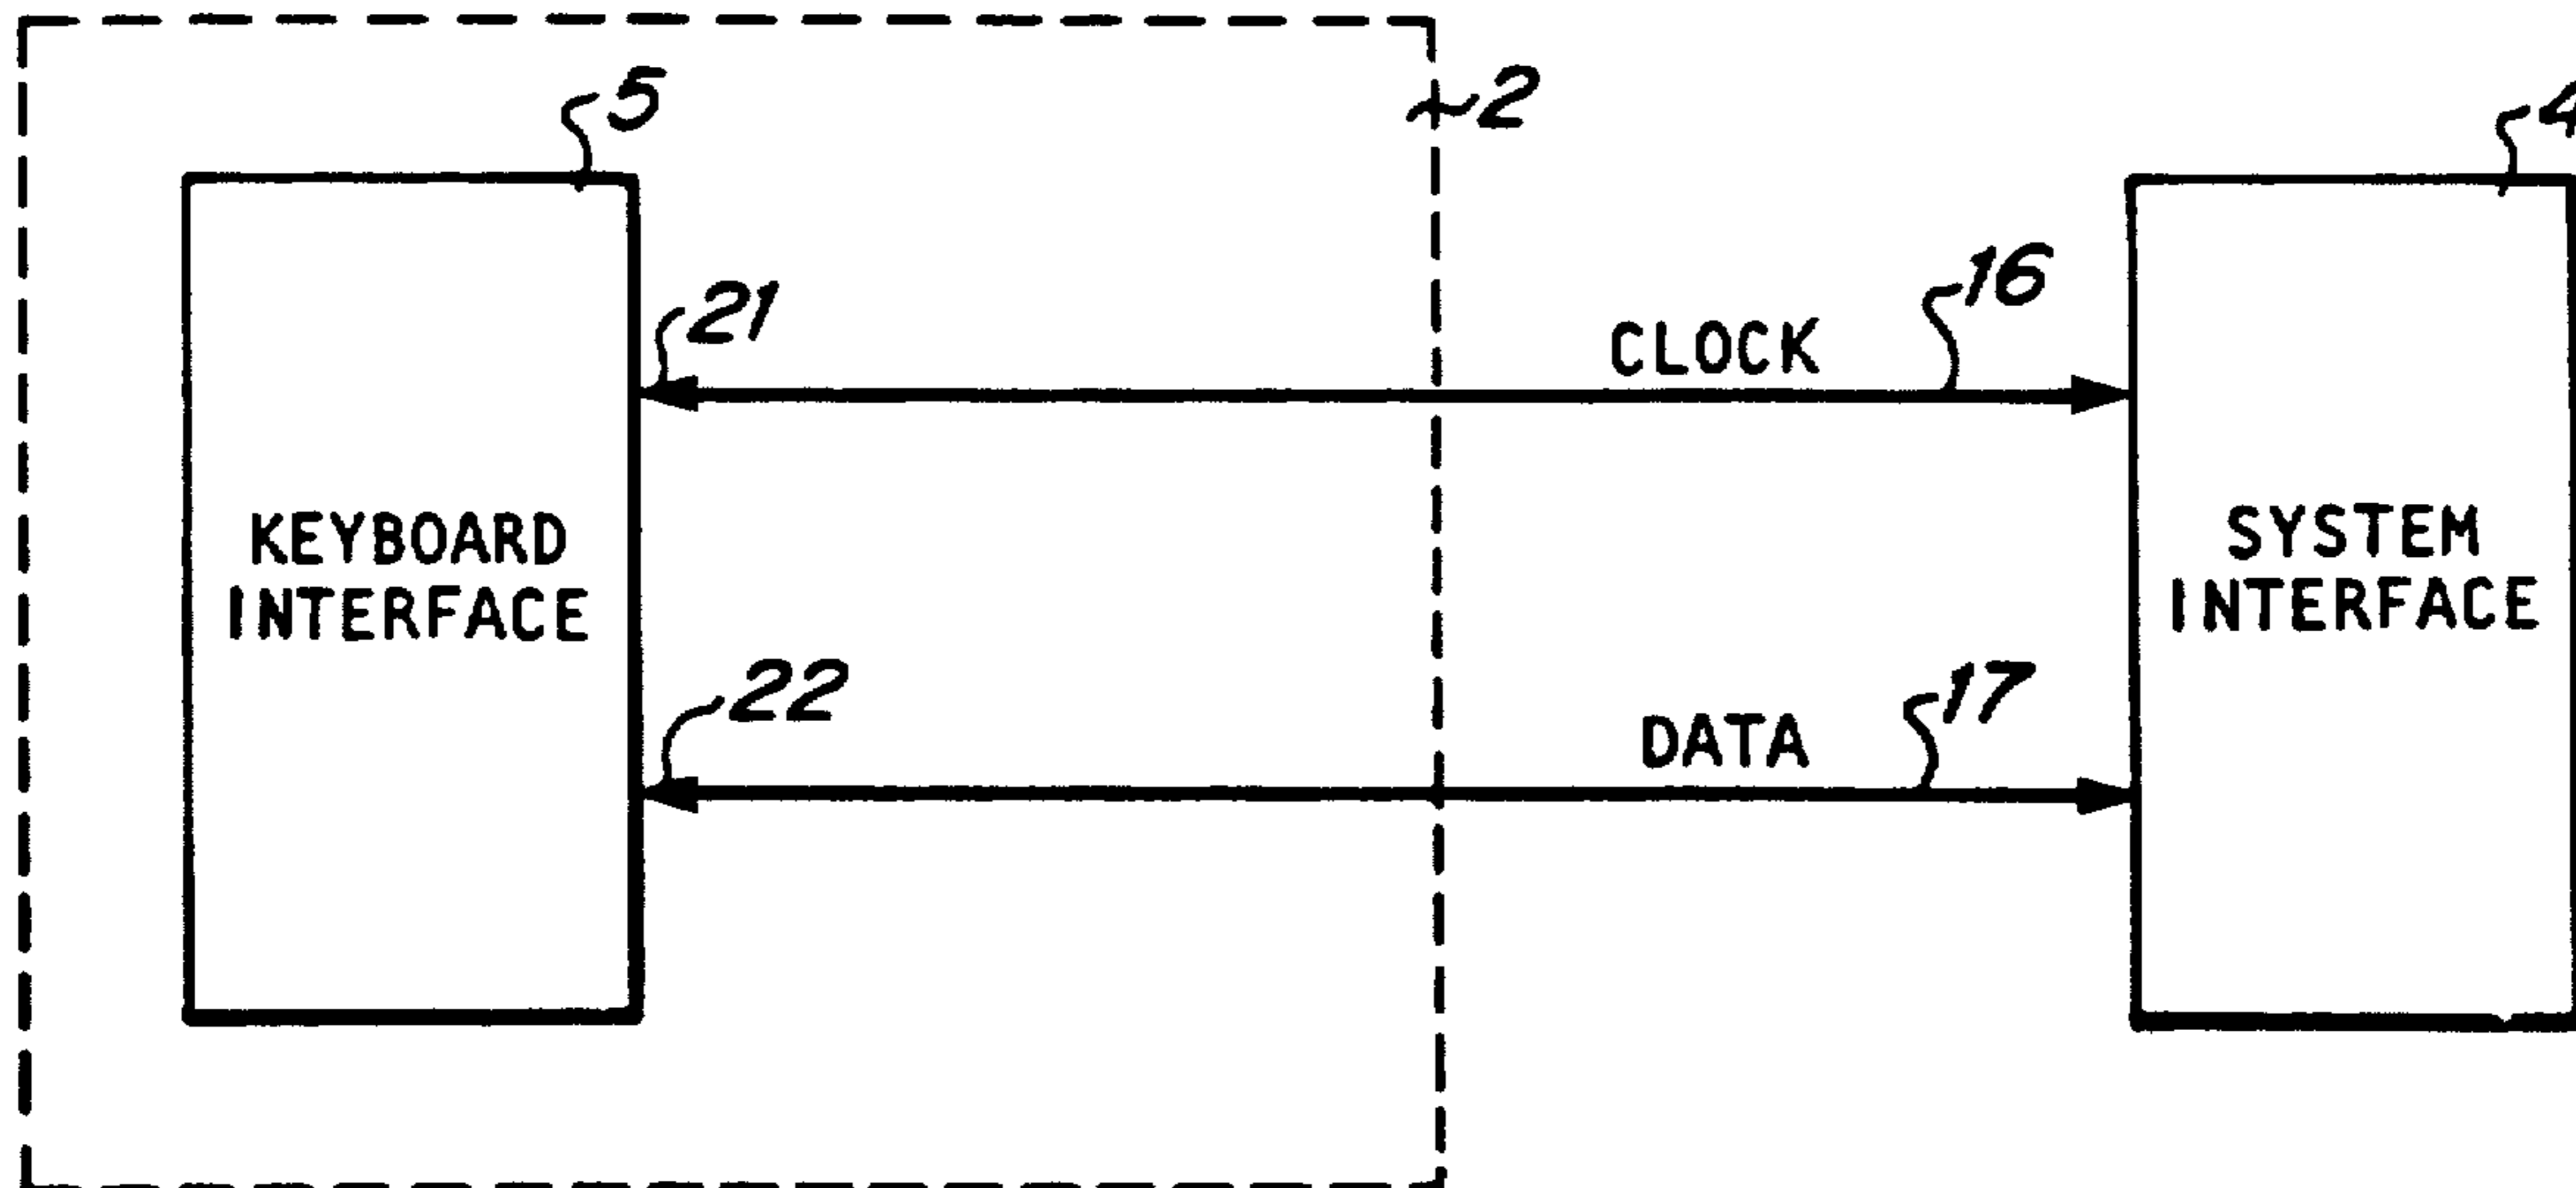 5
2
4
21
16
CLOCK
KEYBOARD
INTERFACE
SYSTEM
INTERFACE
22
17
DATA